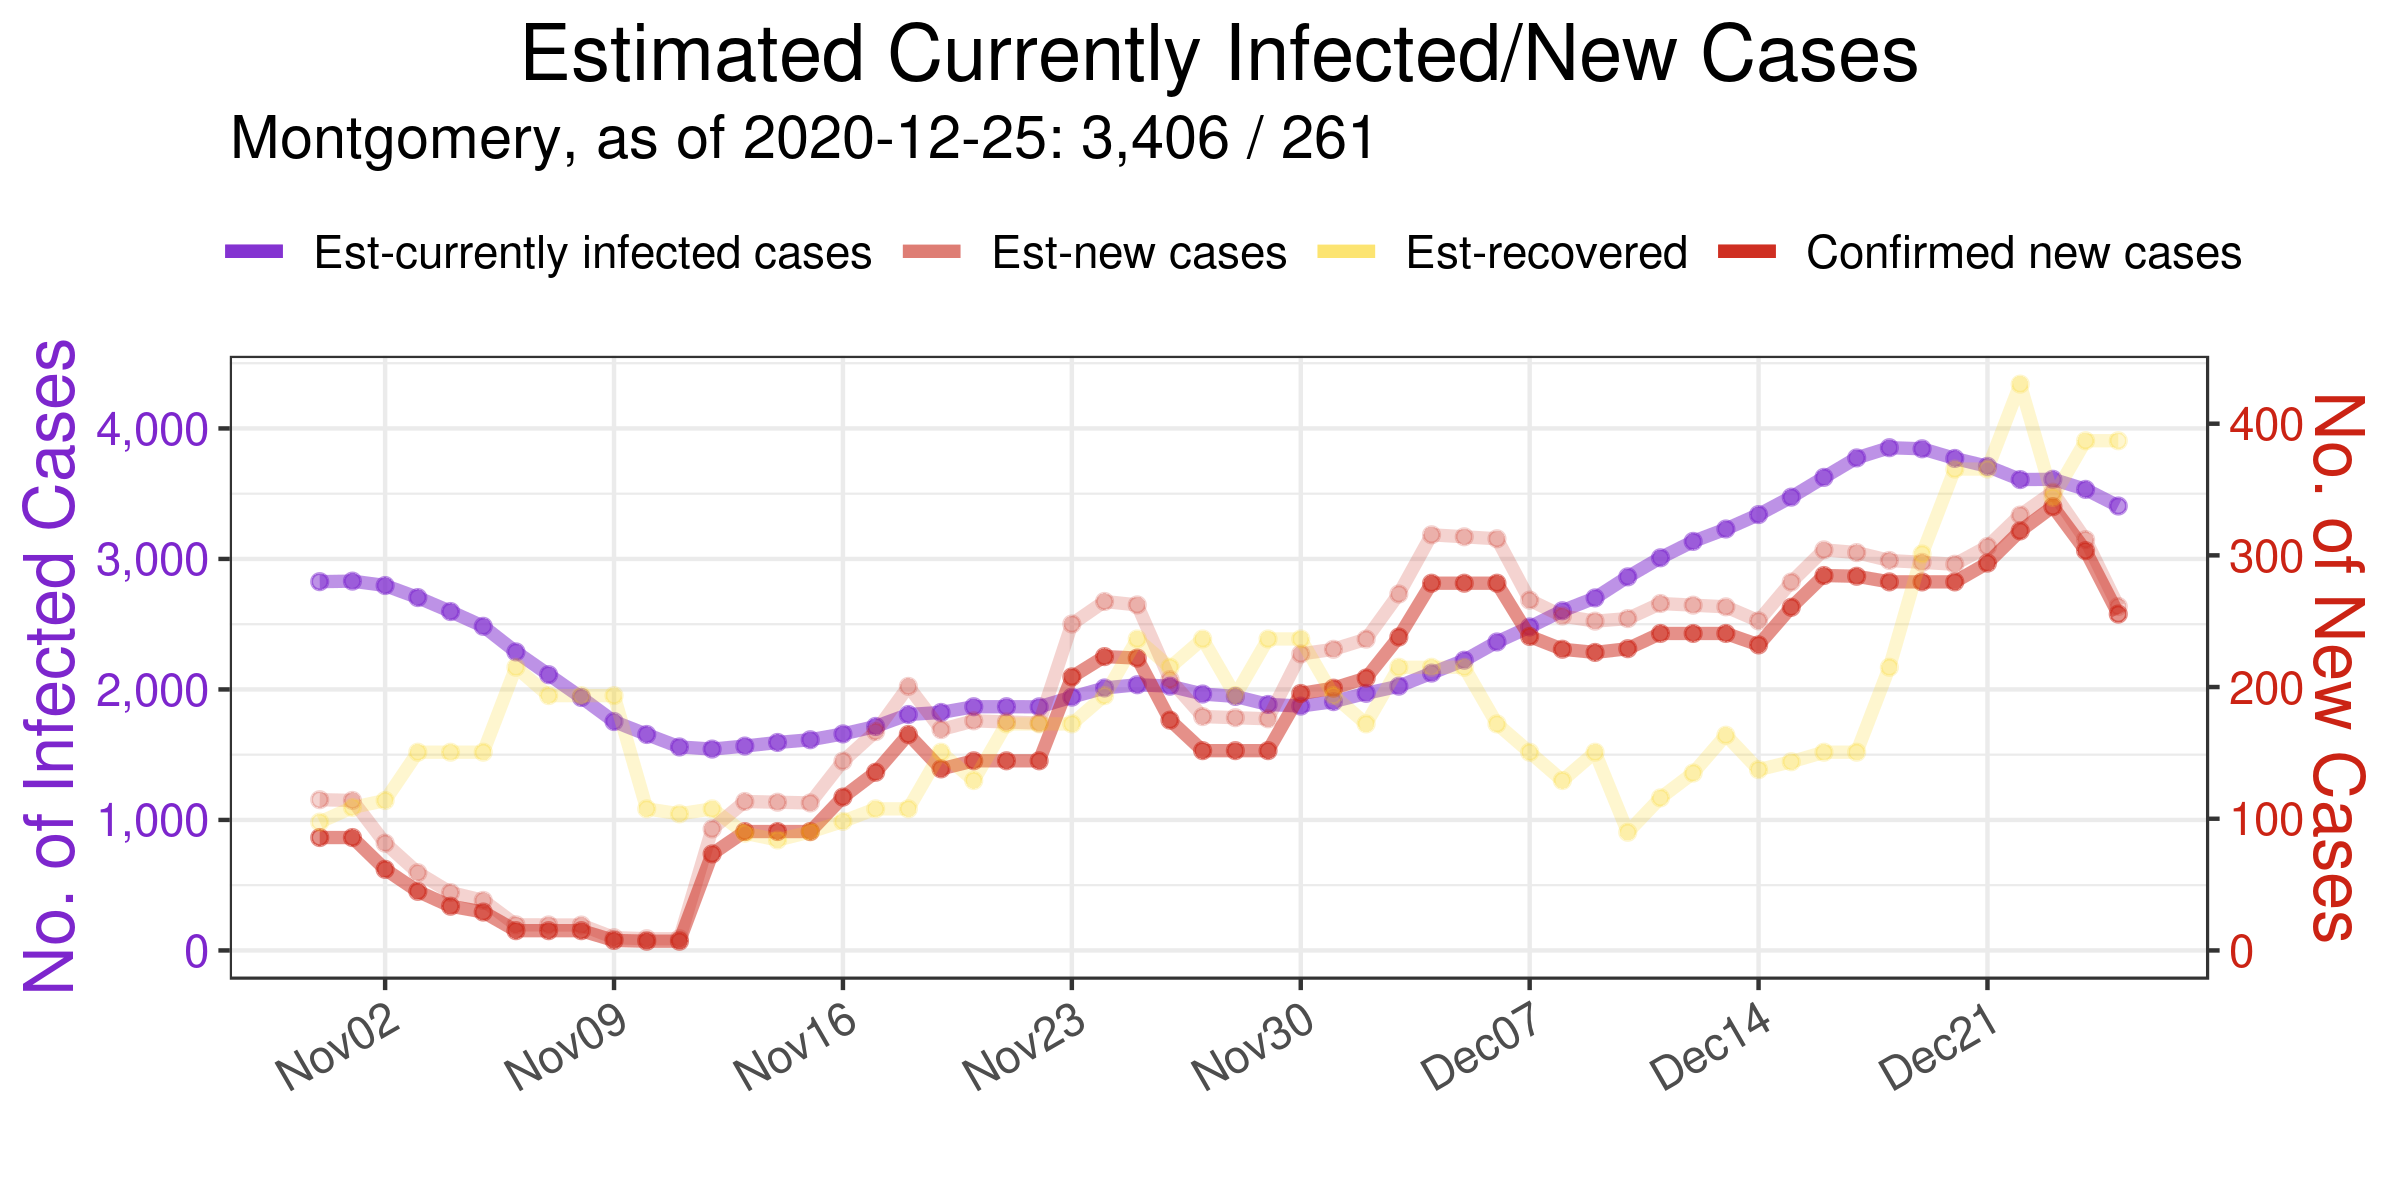 Estimated Currently Infected/New Cases
Montgomery, as of 2020-12-25: 3,406 / 261
Est-currently infected cases Est-new cases Est-recovered Confirmed new cases
No. of Infected Cases
4,000
3,000
2,000
1,000
0
400
300
200
100
0
No. of New Cases
Nov02 Nov09 Nov16 Nov23 Nov30 Dec07 Dec14 Dec21